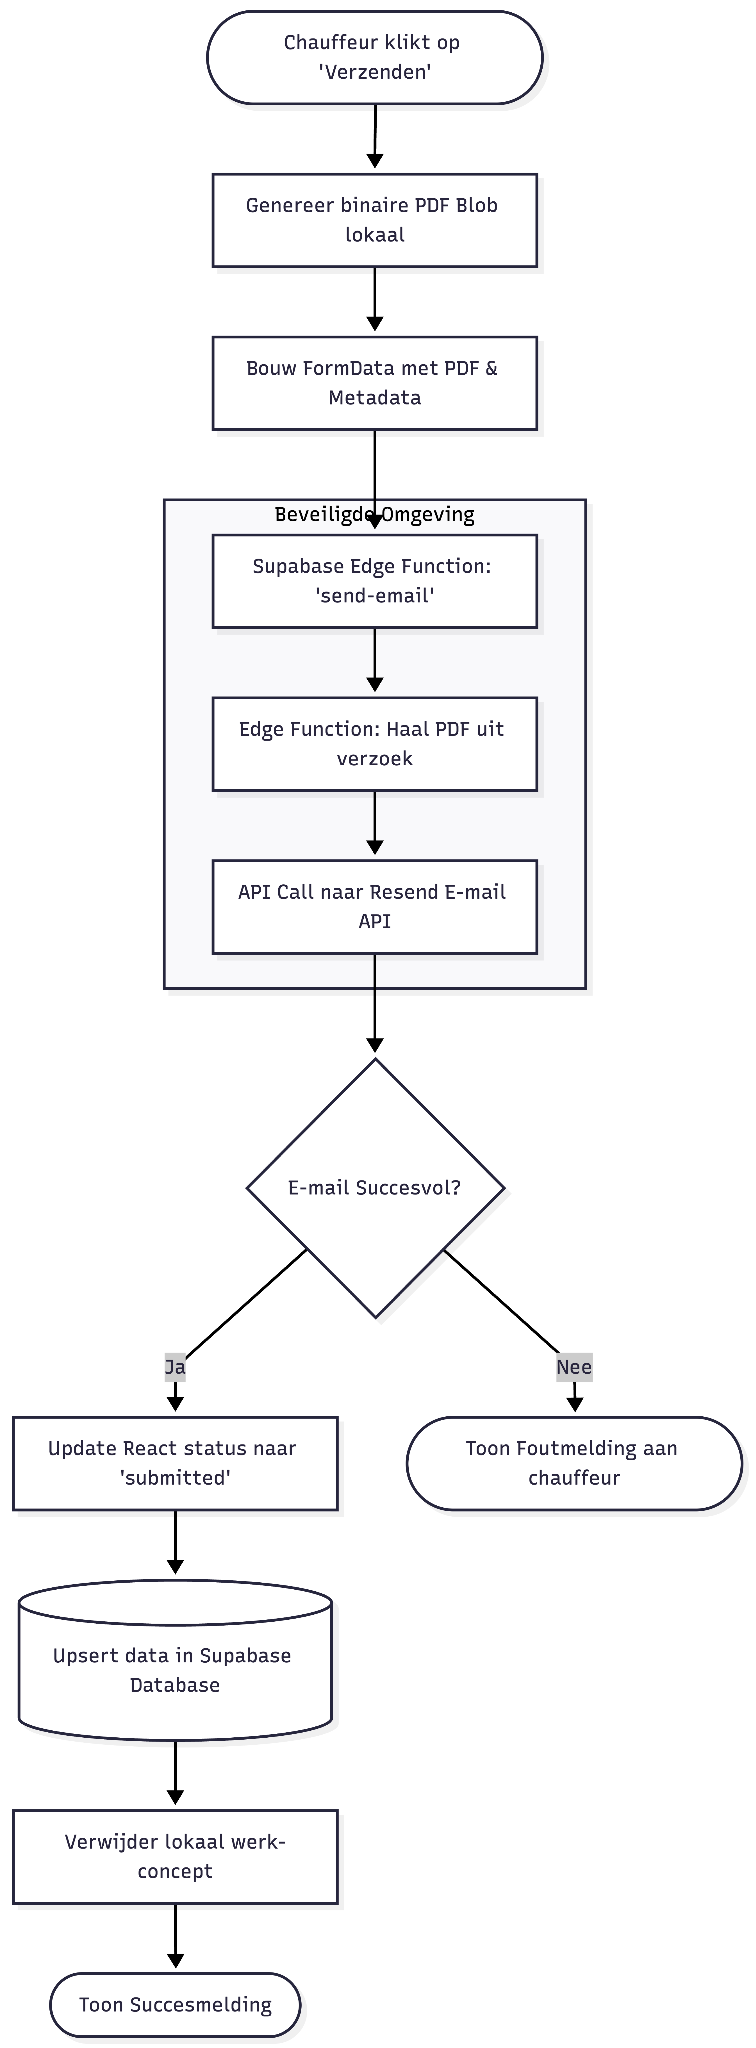 Chauffeur klikt op
'Verzenden'
Genereer binaire PDF Blob
lokaal
Bouw FormData met PDF &
Metadata
Beveiligde Omgeving
Supabase Edge Function:
'send-email'
Edge Function: Haal PDF uit
verzoek
API Call naar Resend E-mail
API
E-mail Succesvol?
Ja
Nee
Update React status naar
'submitted'
Toon Foutmelding aan
chauffeur
Upsert data in Supabase
Database
Verwijder lokaal werk-
concept
Toon Succesmelding